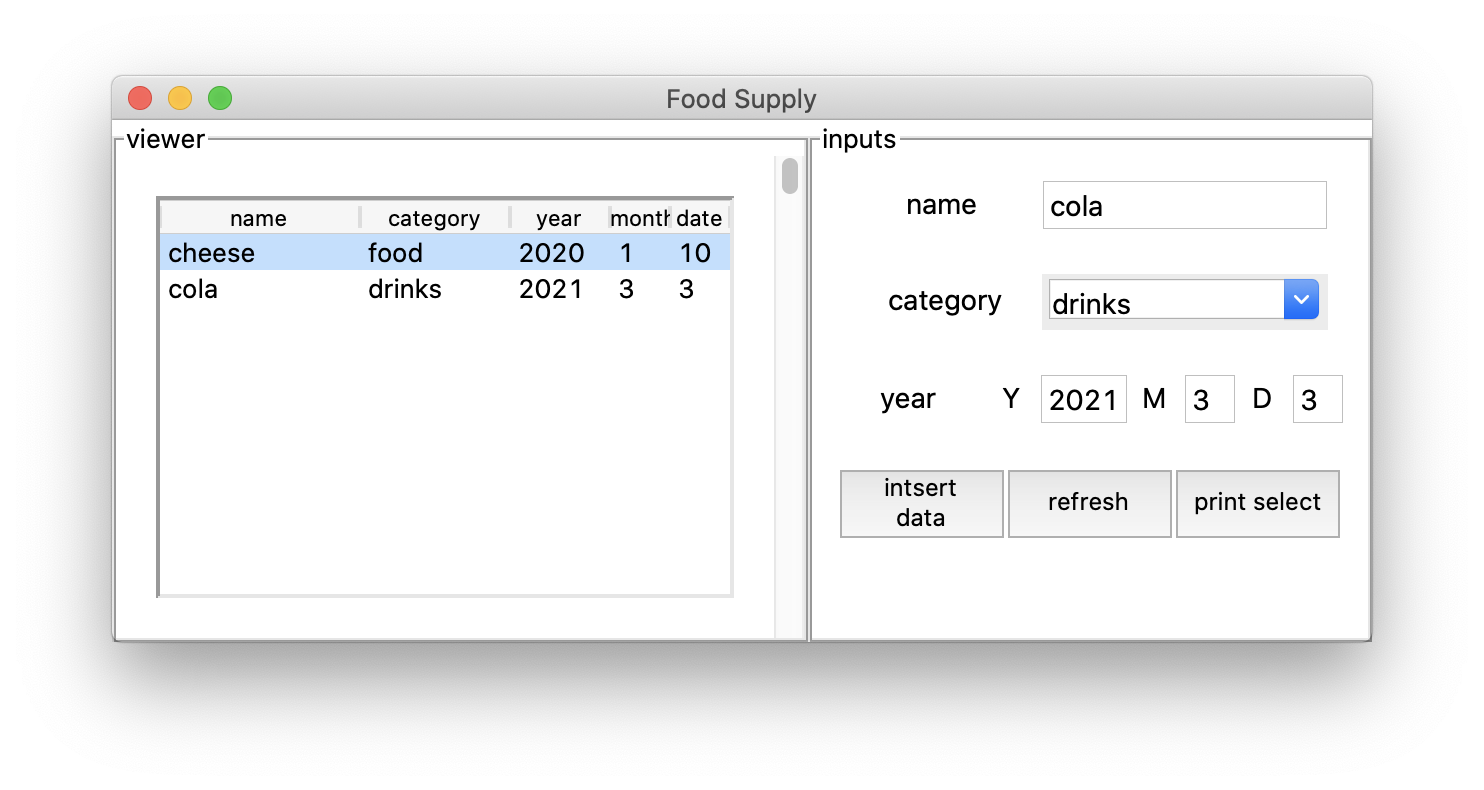 Food Supply
viewer
name category year month date
cheese food 2020 1 10
cola drinks 2021 3 3
inputs
name cola
category drinks
year Y 2021 M 3 D 3
intsert
data
refresh
print select